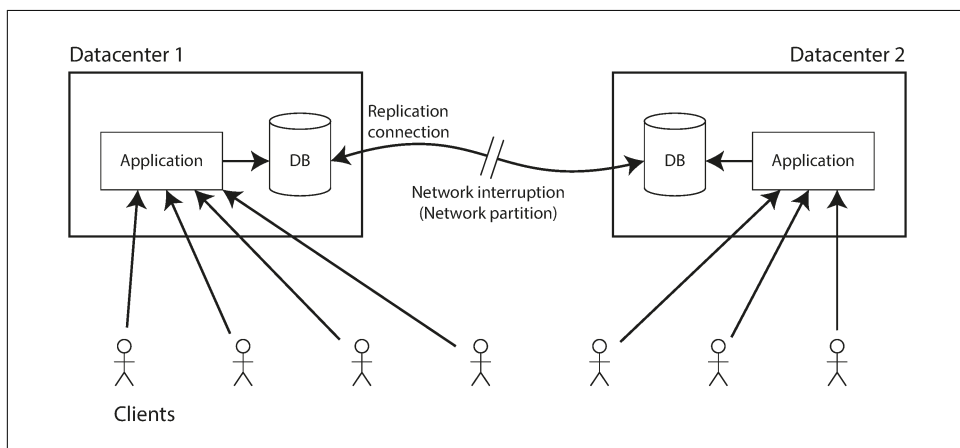 Datacenter 1
Datacenter 2
Replication
connection
Application
DB
DB
Application
Network interruption
(Network partition)
Clients